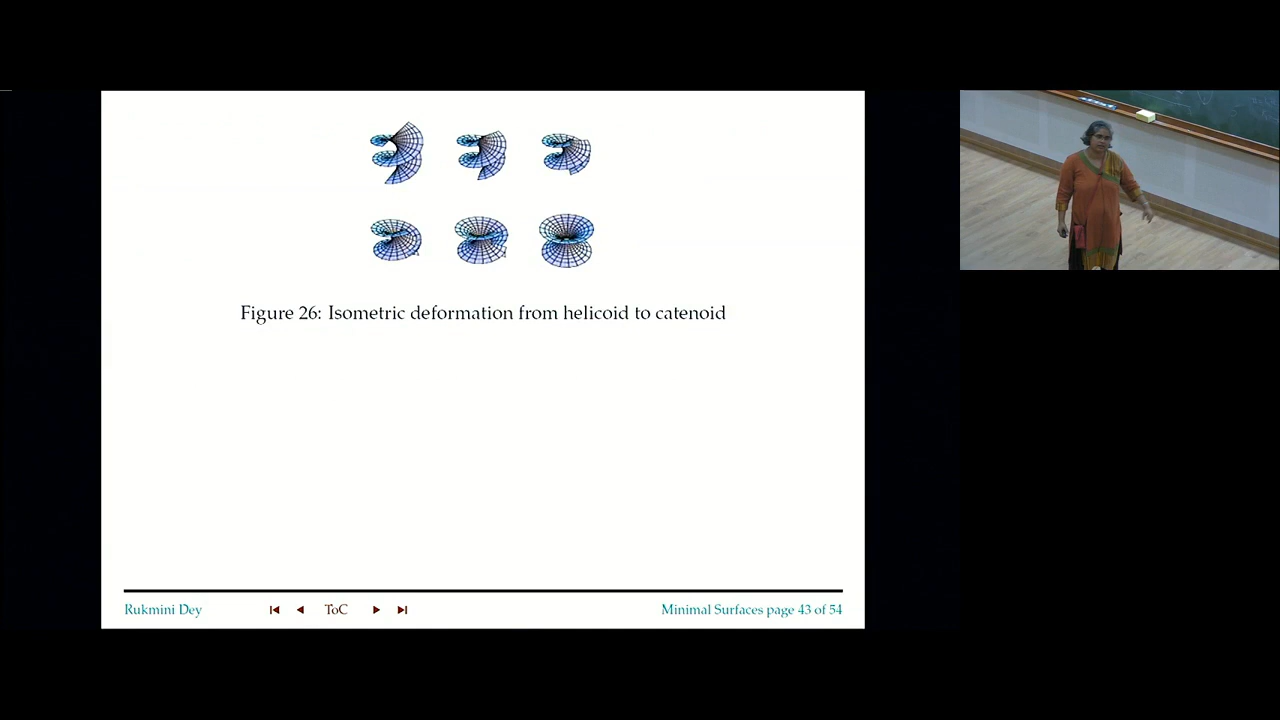 Figure 26: Isometric deformation from helicoid to catenoid
Rukmini Dey
ToC
Minimal Surfaces page 43 of 54